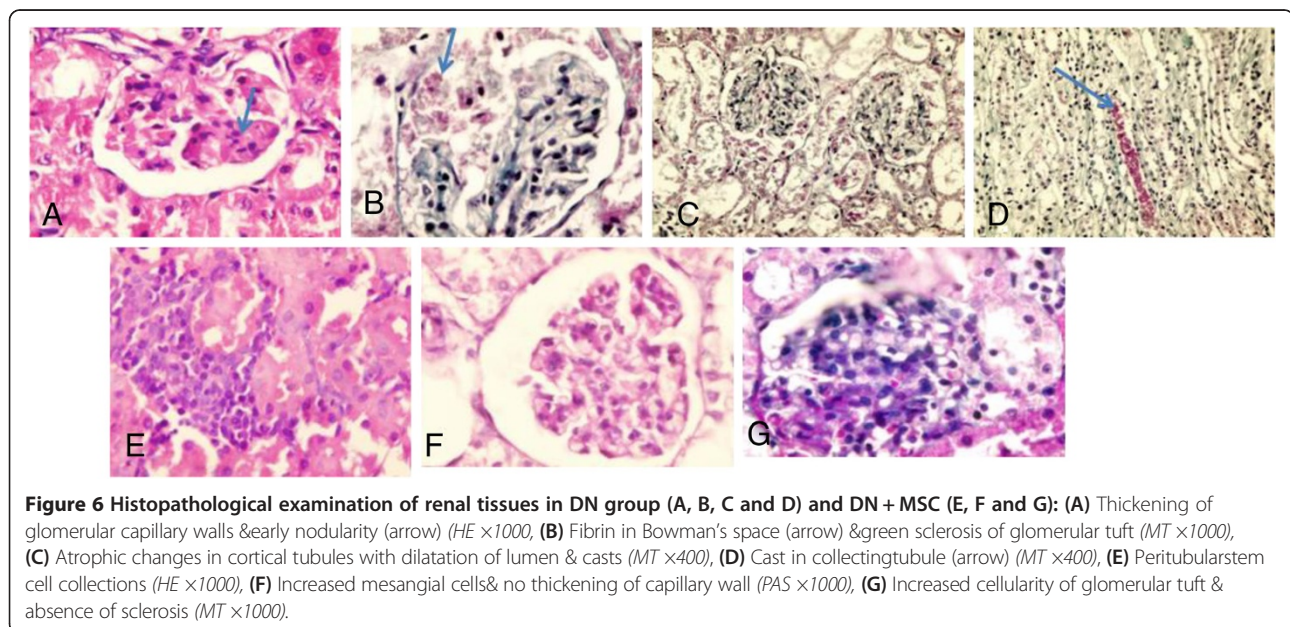 A
B
C
D
E
F
G
Figure 6 Histopathological examination of renal tissues in DN group (A, B, C and D) and DN + MSC (E, F and G): (A) Thickening of
glomerular capillary walls &early nodularity (arrow) (HE ×1000, (B) Fibrin in Bowman's space (arrow) &green sclerosis of glomerular tuft (MT ×1000),
(C) Atrophic changes in cortical tubules with dilatation of lumen & casts (MT ×400), (D) Cast in collectingtubule (arrow) (MT ×400), (E) Peritubularstem
cell collections (HE ×1000), (F) Increased mesangial cells& no thickening of capillary wall (PAS ×1000), (G) Increased cellularity of glomerular tuft &
absence of sclerosis (MT ×1000).